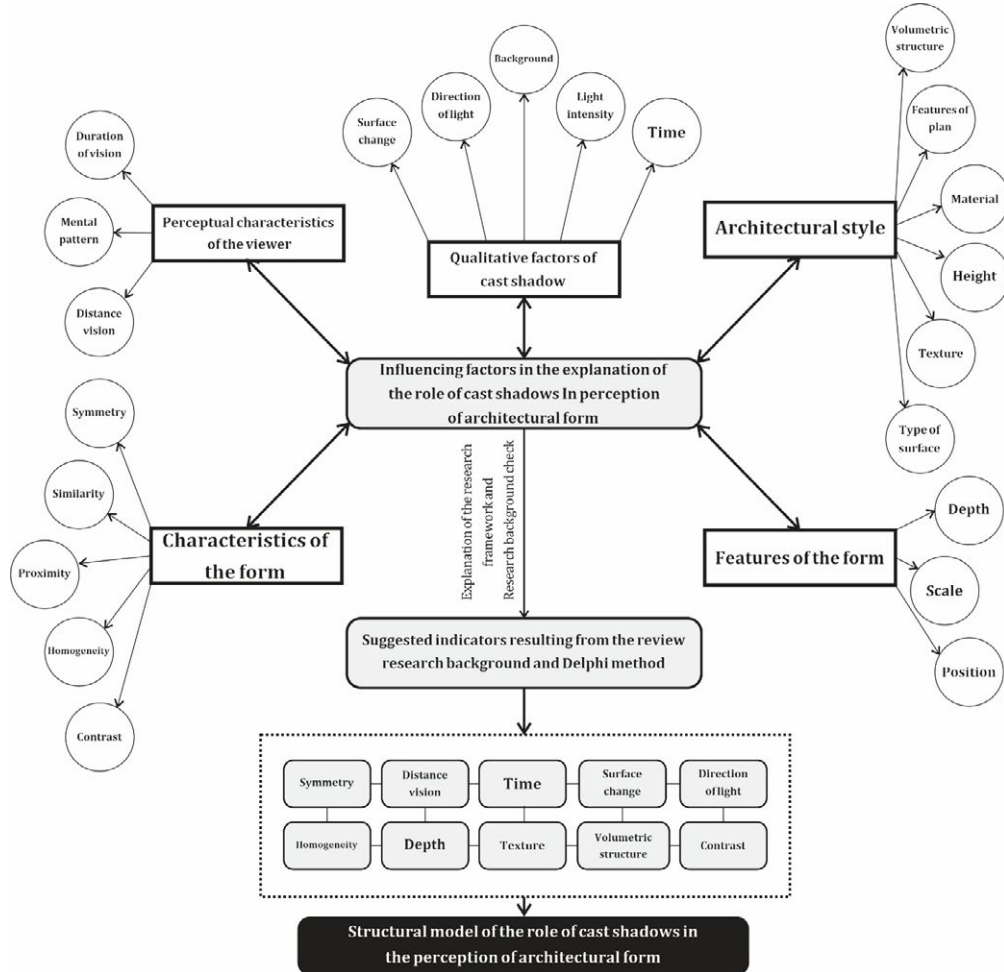 Volumetric
structure
Background
Direction
of light
Light
intensity
Surface
change
Time
Features of
plan
Duration
of vision
Material
Mental
pattern
Perceptual characteristics
of the viewer
Architectural style
Qualitative factors of
cast shadow
Height
Distance
vision
Texture
Influencing factors in the explanation of
the role of cast shadows In perception
of architectural form
Symmetry
Type of
surface
Similarity
Explanation of the research
framework and
Research background check
Depth
Characteristics of
the form
Features of the form
Proximity
Scale
Homogeneity
Suggested indicators resulting from the review
research background and Delphi method
Position
Contrast
Symmetry
Distance
vision
Time
Surface
change
Direction
of light
Homogeneity
Depth
Texture
Volumetric
structure
Contrast
Structural model of the role of cast shadows in
the perception of architectural form